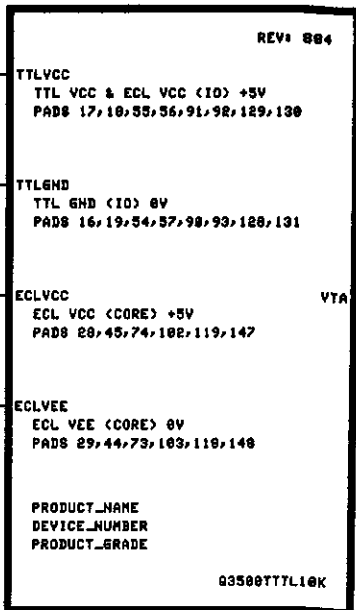 REV:
TTLVCC
TTL VCC & ECL VCC (IO) +5V
PADS 17,18,55,56,91,92,129,130
TTLGND
TTL GND (IO) 0V
PADS 16,19,54,57,90,93,128,131
ECLVCC
VTA
ECL VCC (CORE) +5V
PADS 28,45,74,102,119,147
ECLVEE
ECL VEE (CORE) 0V
PADS 29,44,73,103,118,148
PRODUCT_NAME
DEVICE_NUMBER
PRODUCT_GRADE
Q3500TTTL10K